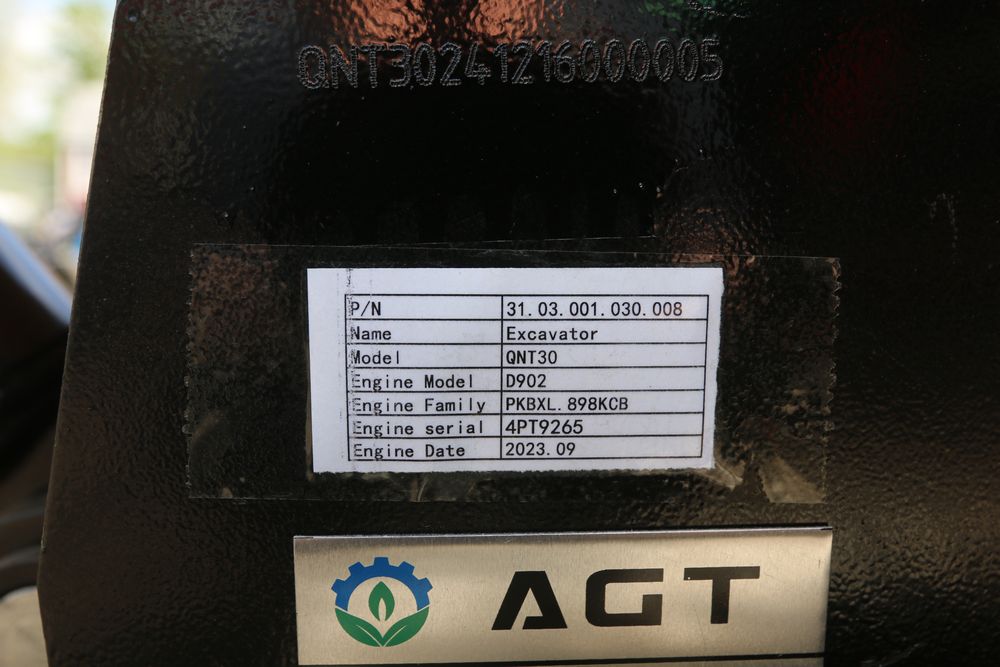 QNT30241216000005
P/N 31.03.001.030.008
Name Excavator
Model QNT30
Engine Model D902
Engine Family PKBXL.898KCB
Engine serial 4PT9265
Engine Date 2023.09
AGT